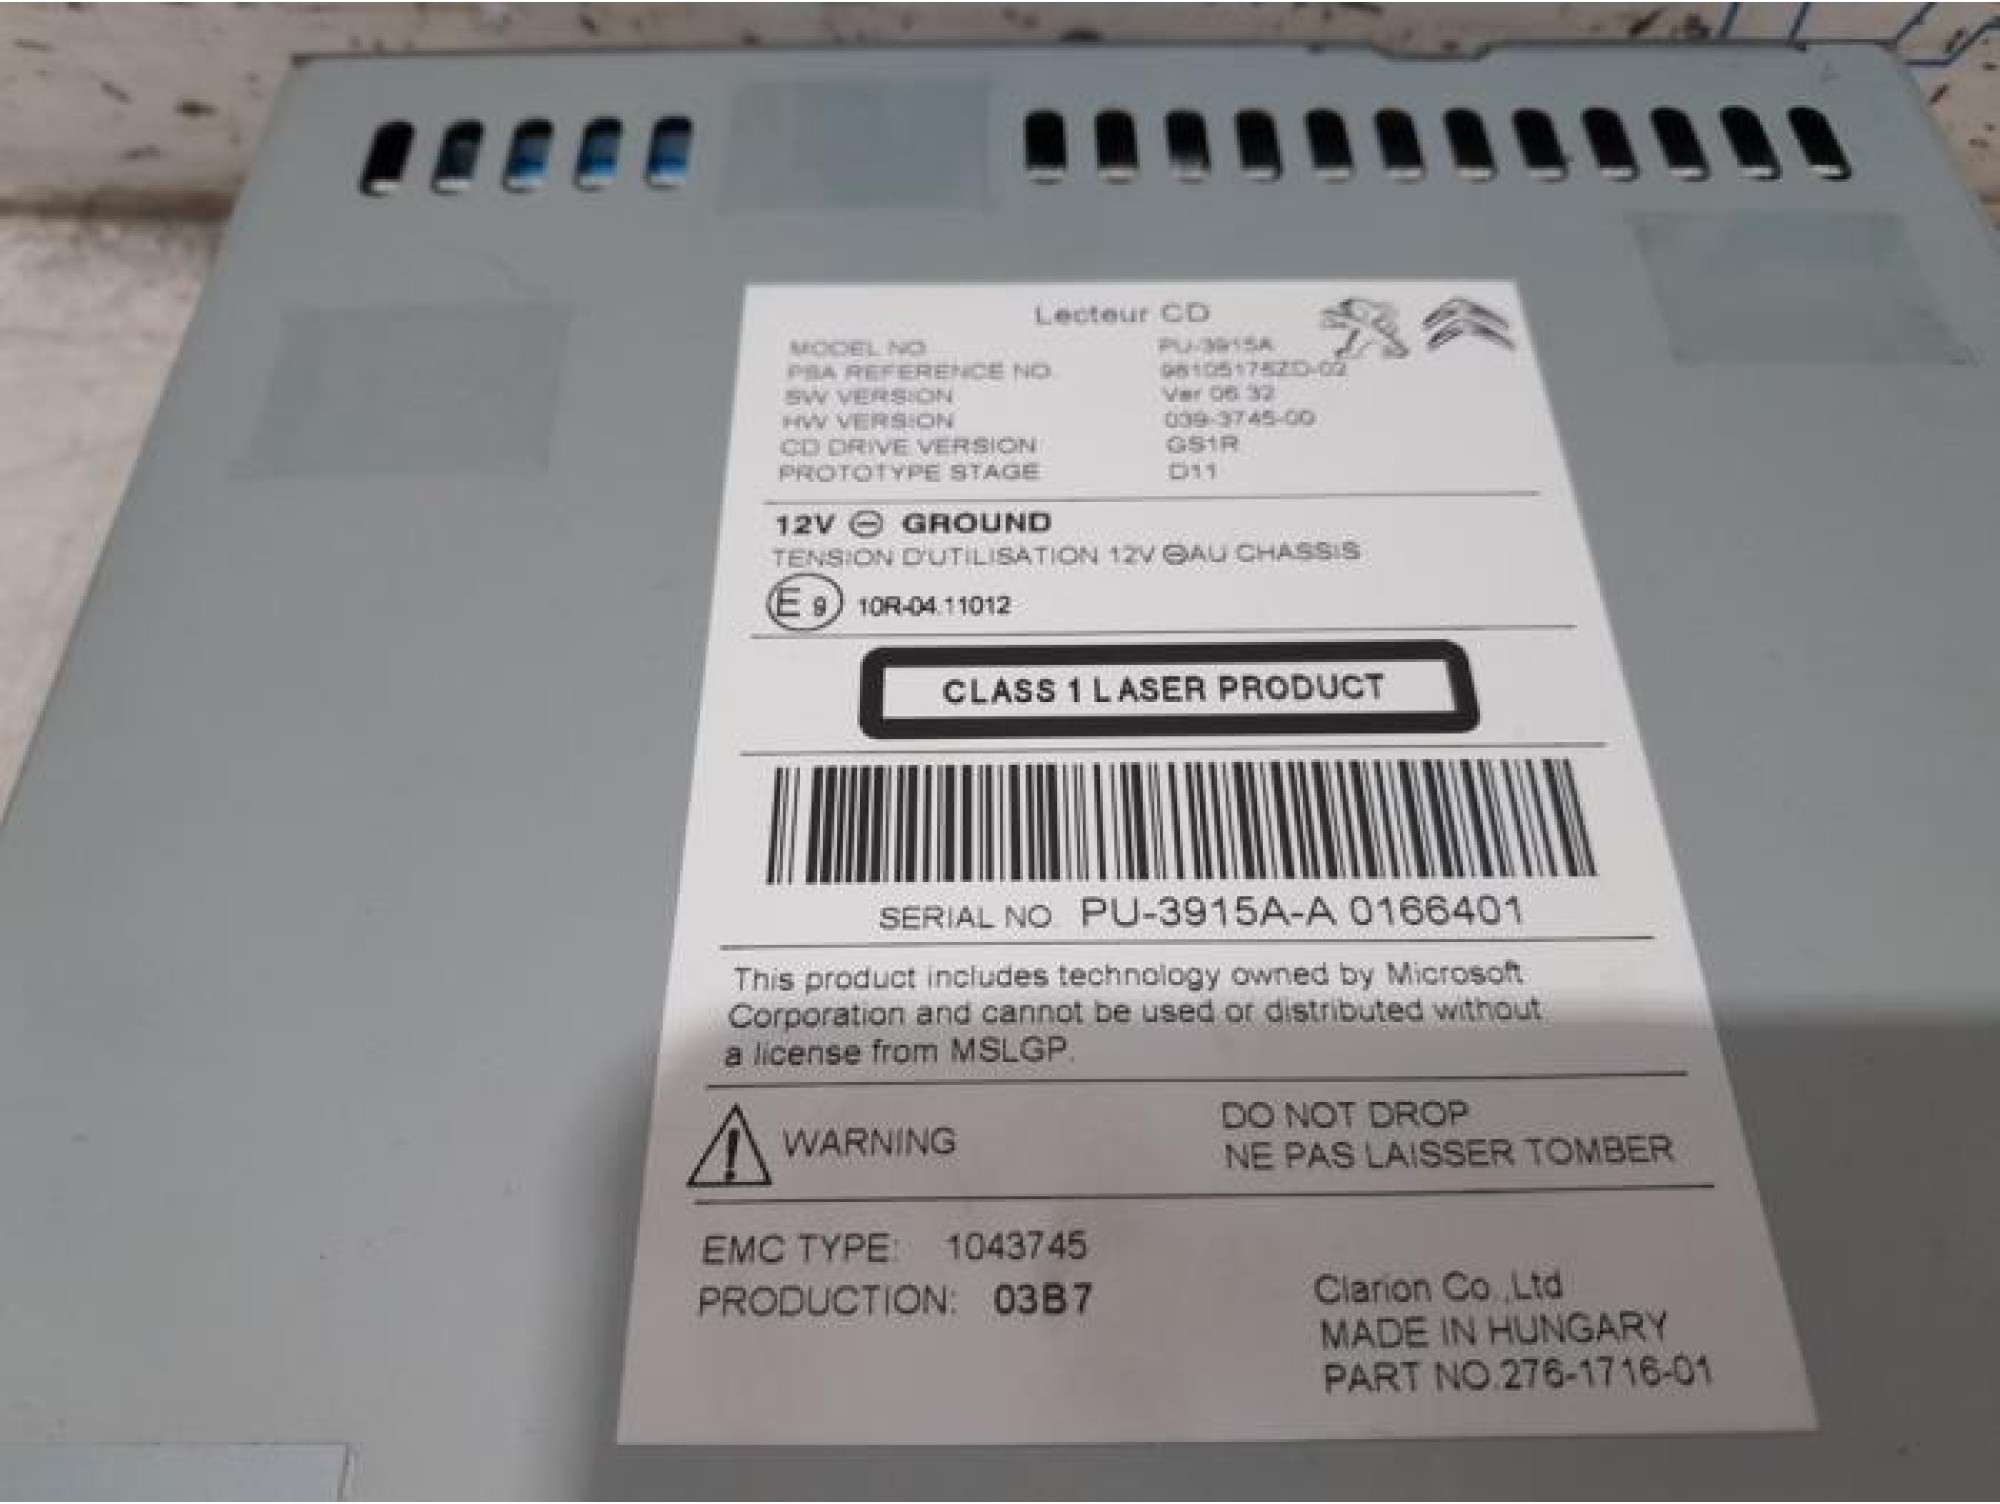 Lecteur CD
MODEL NO PU-3915A
PSA REFERENCE NO. 98105175ZD-02
SW VERSION Ver 06.32
HW VERSION 039-3745-00
CD DRIVE VERSION GS1R
PROTOTYPE STAGE D11
12V ⊖ GROUND
TENSION D'UTILISATION 12V ⊖AU CHASSIS
E 9 10R-04.11012
CLASS 1 LASER PRODUCT
SERIAL NO. PU-3915A-A 0166401
This product includes technology owned by Microsoft
Corporation and cannot be used or distributed without
a license from MSLGP.
WARNING DO NOT DROP
NE PAS LAISSER TOMBER
EMC TYPE: 1043745
PRODUCTION: 03B7
Clarion Co.,Ltd
MADE IN HUNGARY
PART NO.276-1716-01